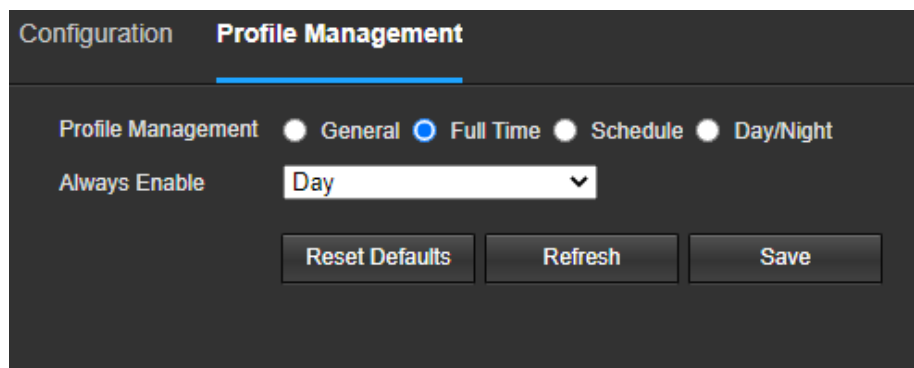 Configuration Profile Management
Profile Management General Full Time Schedule Day/Night
Always Enable Day
Reset Defaults Refresh Save